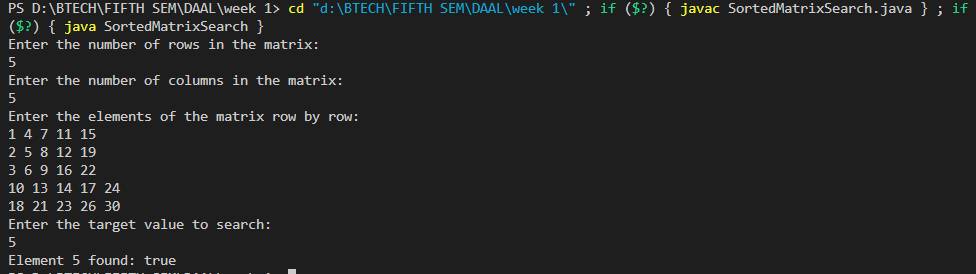 PS D:\BTECH\FIFTH SEM\DAAL\week 1> cd "d:\BTECH\FIFTH SEM\DAAL\week 1\" ; if ($?) { javac SortedMatrixSearch.java } ; if
($?) { java SortedMatrixSearch }
Enter the number of rows in the matrix:
5
Enter the number of columns in the matrix:
5
Enter the elements of the matrix row by row:
1 4 7 11 15
2 5 8 12 19
3 6 9 16 22
10 13 14 17 24
18 21 23 26 30
Enter the target value to search:
5
Element 5 found: true